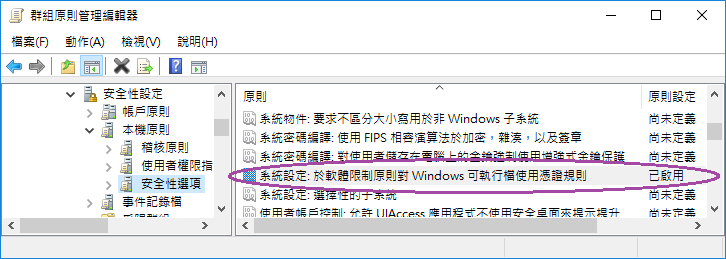 群組原則管理編輯器
檔案(F) 動作(A) 檢視(V) 說明(H)
安全性設定
帳戶原則
本機原則
稽核原則
使用者權限指
安全性選項
事件記錄檔
原則 原則設定
系統物件: 要求不區分大小寫用於非 Windows 子系統 尚未定義
系統密碼編譯: 使用 FIPS 相容演算法於加密，雜湊，以及簽章 尚未定義
系統密碼編譯: 對使用者儲存在電腦上的金鑰強制使用增強式金鑰保護 尚未定義
系統設定: 於軟體限制原則對 Windows 可執行檔使用憑證規則 已啟用
系統設定: 選擇性的子系統 尚未定義
使用者帳戶控制: 允許 UIAccess 應用程式不使用安全桌面來提示提升 尚未定義